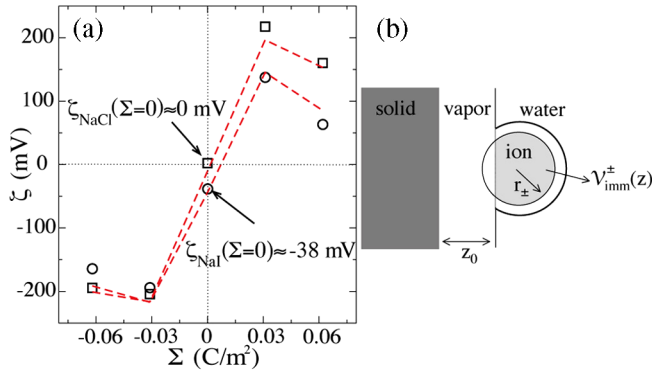 (a)
200
100
0
-100
-200
ζ (mV)
ζNaCl(Σ=0)≈0 mV
ζNaI(Σ=0)≈-38 mV
-0.06 -0.03 0 0.03 0.06
Σ (C/m²)
(b)
solid vapor water
ion
r±
𝒱±imm(z)
z0